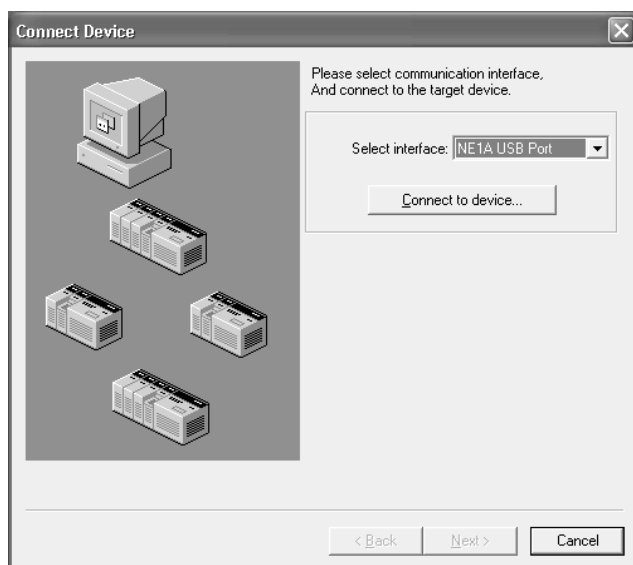 Connect Device
Please select communication interface,
And connect to the target device.
Select interface: NE1A USB Port
Connect to device...
< Back Next > Cancel